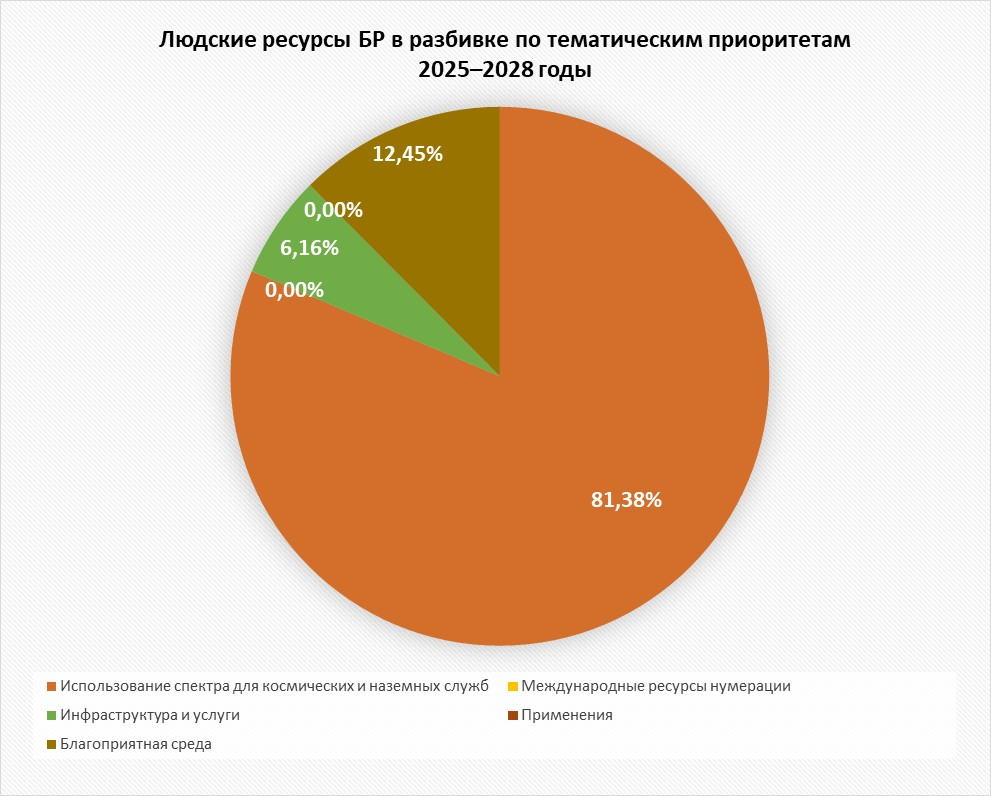 Людские ресурсы БР в разбивке по тематическим приоритетам
2025–2028 годы
12,45%
0,00%
6,16%
0,00%
81,38%
Использование спектра для космических и наземных служб
Международные ресурсы нумерации
Инфраструктура и услуги
Применения
Благоприятная среда